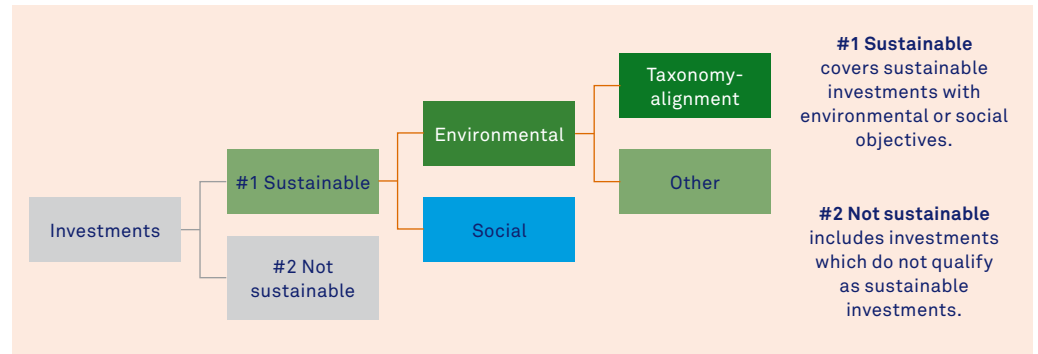 Investments
#1 Sustainable
#2 Not
sustainable
Environmental
Social
Taxonomy-
alignment
Other
#1 Sustainable
covers sustainable
investments with
environmental or social
objectives.
#2 Not sustainable
includes investments
which do not qualify
as sustainable
investments.